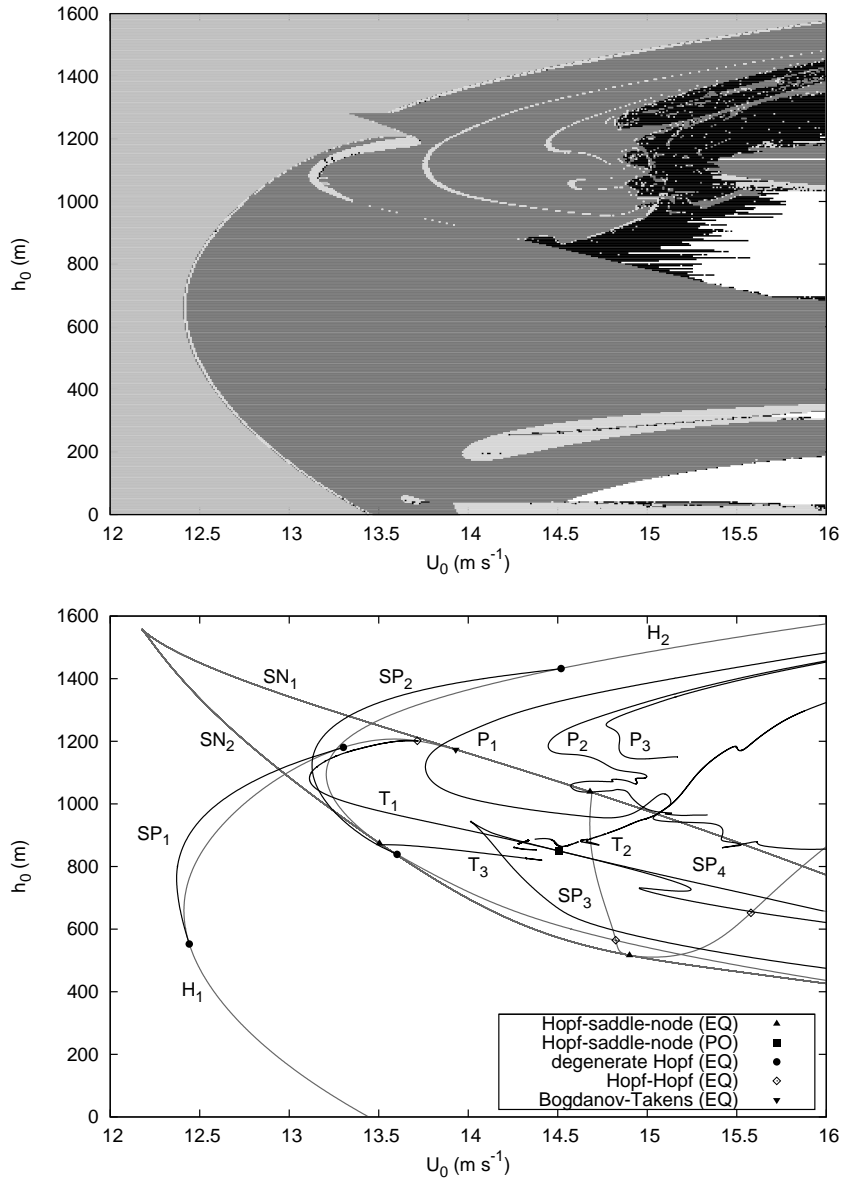 1600
1400
1200
1000
800
600
400
200
0
h0 (m)
12 12.5 13 13.5 14 14.5 15 15.5 16
U0 (m s-1)
1600
1400
1200
1000
800
600
400
200
0
h0 (m)
H2
SN1
SP2
SN2
P1
P2
P3
T1
SP1
T2
T3
SP4
SP3
H1
Hopf-saddle-node (EQ)
Hopf-saddle-node (PO)
degenerate Hopf (EQ)
Hopf-Hopf (EQ)
Bogdanov-Takens (EQ)
12 12.5 13 13.5 14 14.5 15 15.5 16
U0 (m s-1)